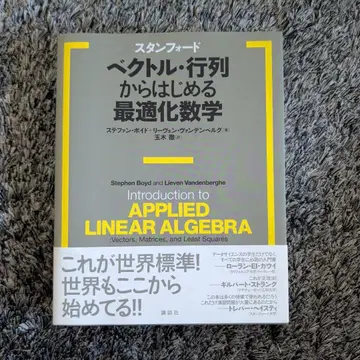 スタンフォード
ベクトル・行列
からはじめる
最適化数学
ステファン・ボイド・リーヴェン・ヴァンデンベルグ 著
玉木 徹 訳
Stephen Boyd and Lieven Vandenberghe
Introduction to
APPLIED
LINEAR ALGEBRA
Vectors, Matrices, and Least Squares
これが世界標準!
世界もここから
始めてる!!
講談社
ローラン・エル・ガウイ
ギルバート・ストラング
トレバー・ヘイスティ